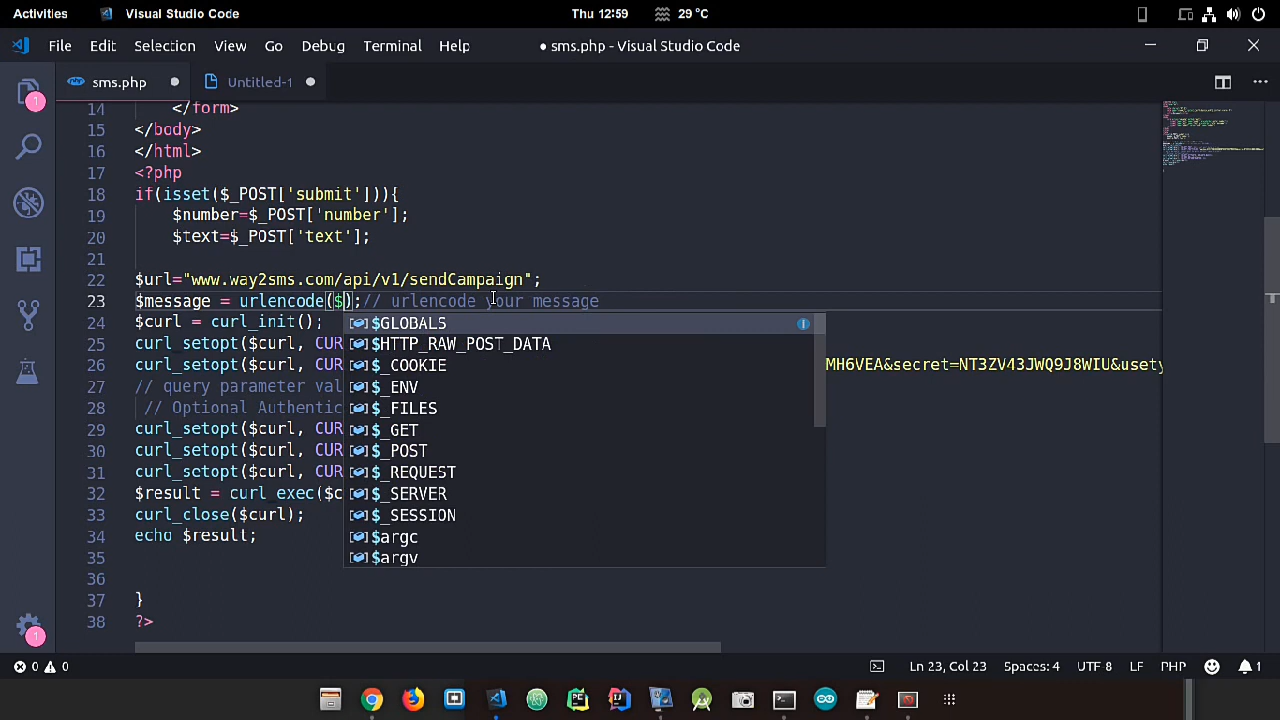 Activities Visual Studio Code Thu 12:59 29 °C
File Edit Selection View Go Debug Terminal Help ● sms.php - Visual Studio Code
php sms.php Untitled-1
1
14 </form>
15 </body>
16 </html>
17 <?php
18 if(isset($_POST['submit'])){
19 $number=$_POST['number'];
20 $text=$_POST['text'];
21
22 $url="www.way2sms.com/api/v1/sendCampaign";
23 $message = urlencode($);// urlencode your message
24 $curl = curl_init();
$GLOBALS
25 curl_setopt($curl, CUR
$HTTP_RAW_POST_DATA
26 curl_setopt($curl, CUR
$_COOKIE
MH6VEA&secret=NT3ZV43JWQ9J8WIU&usety
27 // query parameter val
$_ENV
28 // Optional Authentic
$_FILES
29 curl_setopt($curl, CUR
$_GET
30 curl_setopt($curl, CUR
$_POST
31 curl_setopt($curl, CUR
$_REQUEST
32 $result = curl_exec($c
$_SERVER
33 curl_close($curl);
$_SESSION
34 echo $result;
$argc
35
$argv
36
37 }
38 ?>
1
0 0 Ln 23, Col 23 Spaces: 4 UTF-8 LF PHP 1